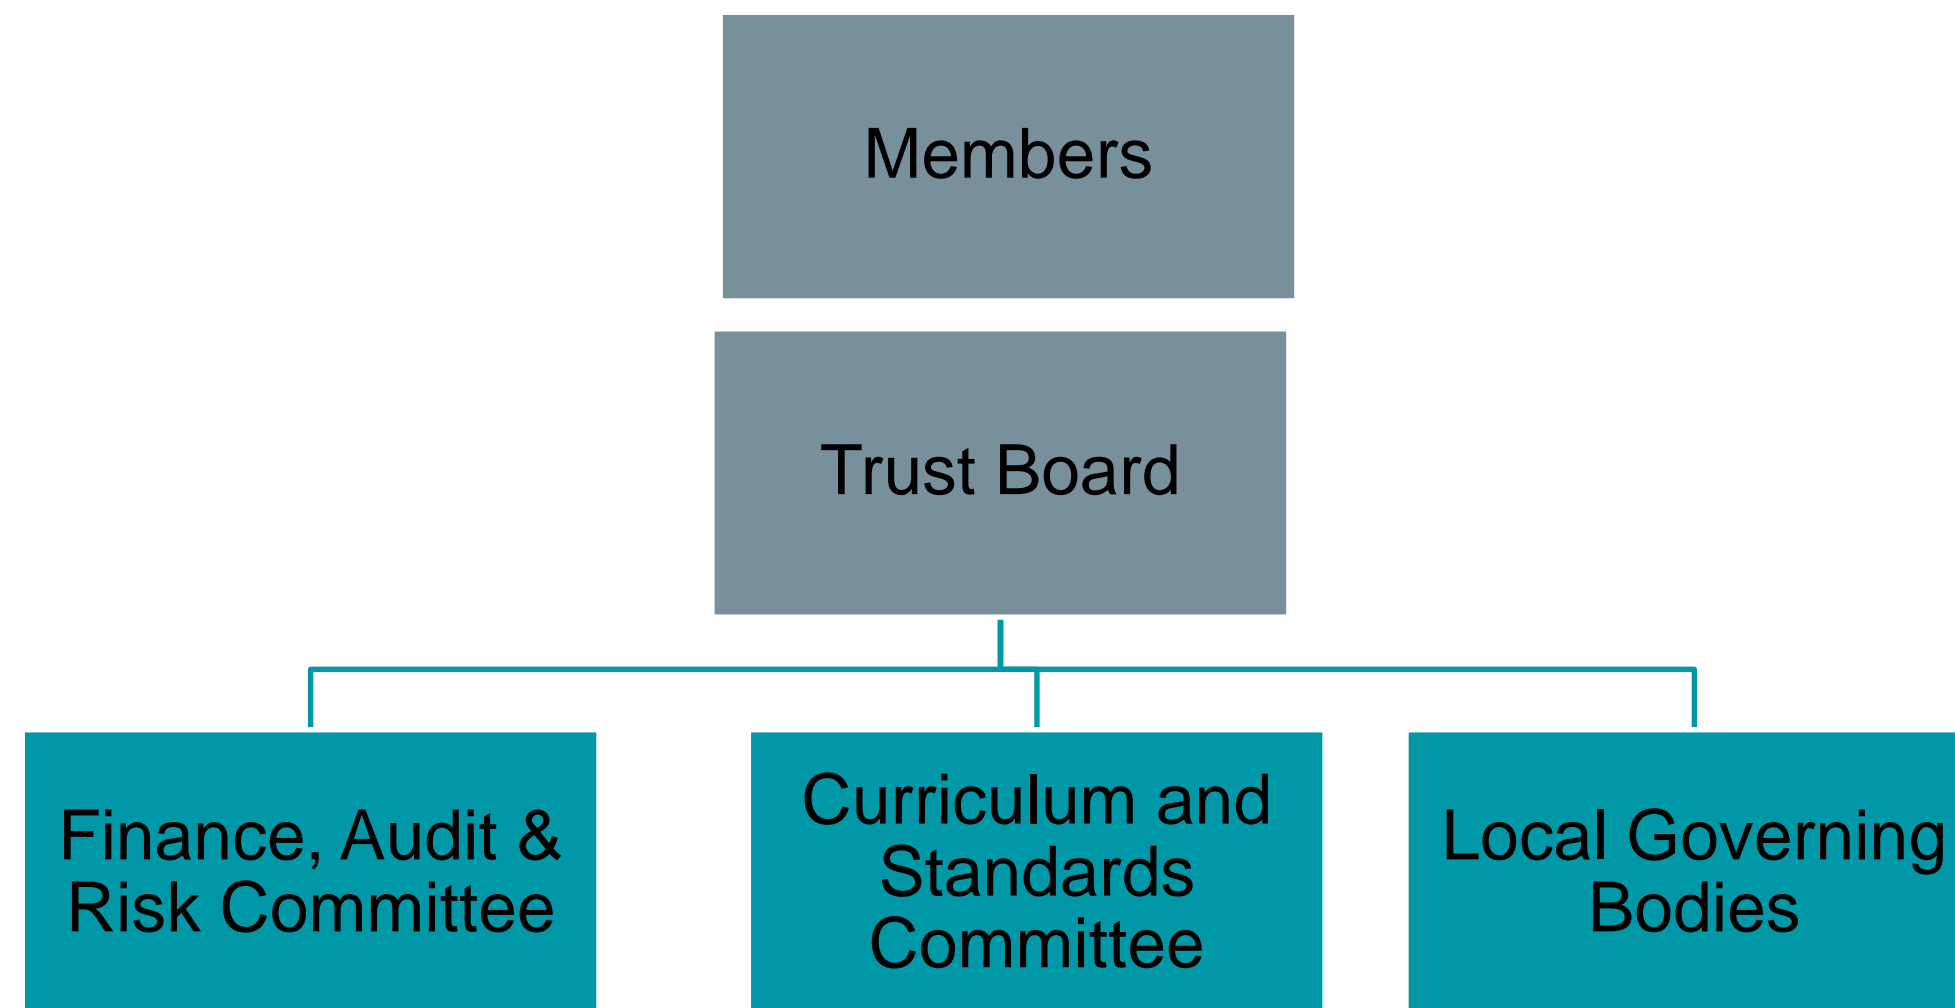 Members
Trust Board
Finance, Audit &
Risk Committee
Curriculum and
Standards
Committee
Local Governing
Bodies